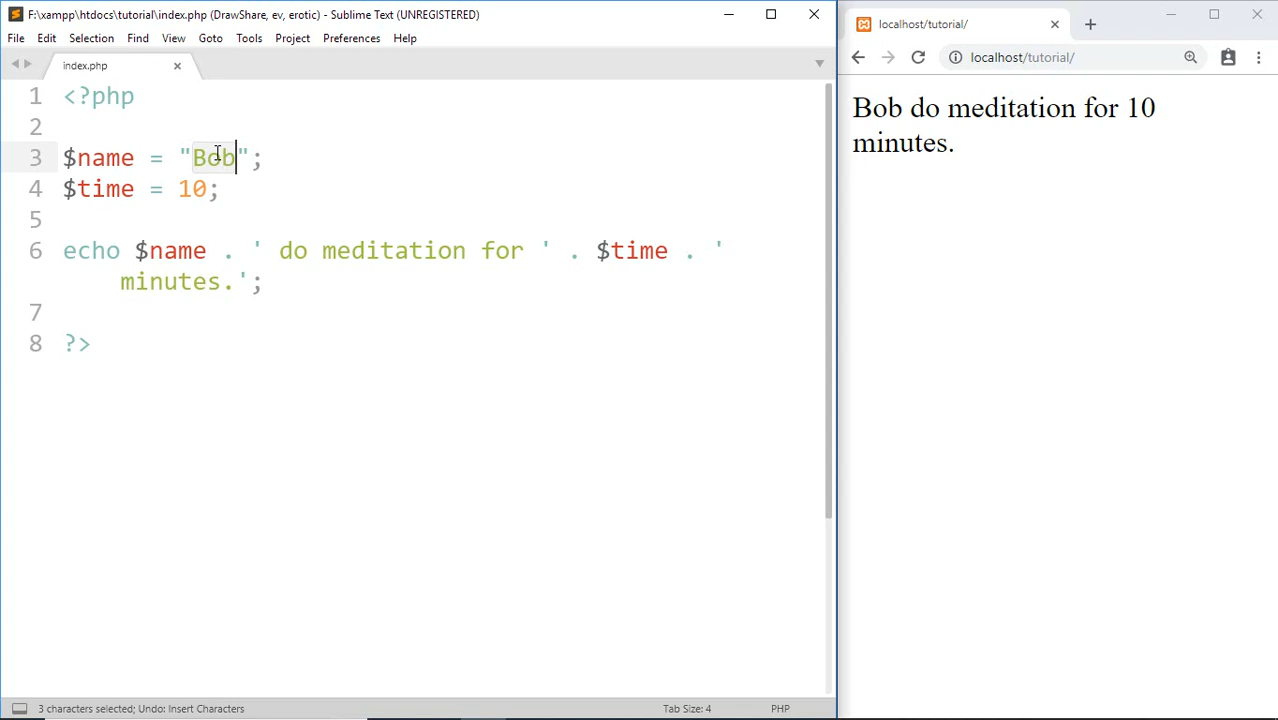 F:\xampp\htdocs\tutorial\index.php (DrawShare, ev, erotic) - Sublime Text (UNREGISTERED)
File Edit Selection Find View Goto Tools Project Preferences Help
index.php
1 <?php
2
3 $name = "Bob";
4 $time = 10;
5
6 echo $name . ' do meditation for ' . $time . '
minutes.';
7
8 ?>
3 characters selected; Undo: Insert Characters Tab Size: 4 PHP
localhost/tutorial/
localhost/tutorial/
Bob do meditation for 10
minutes.